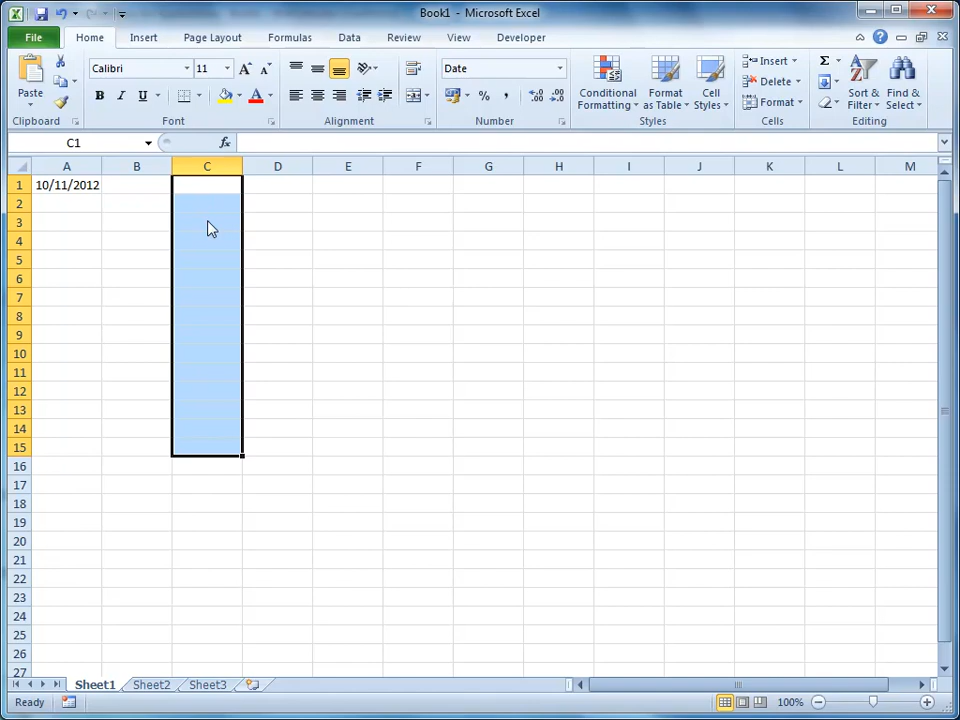 Book1 - Microsoft Excel
File Home Insert Page Layout Formulas Data Review View Developer
Paste
Clipboard
Calibri 11
B I U A
Font
Alignment
Date
$ % ,
Number
Conditional Formatting
Format as Table
Cell Styles
Styles
Insert
Delete
Format
Cells
Σ
Sort & Filter
Find & Select
Editing
C1 fx
A B C D E F G H I J K L M
1 10/11/2012
2
3
4
5
6
7
8
9
10
11
12
13
14
15
16
17
18
19
20
21
22
23
24
25
26
27
Sheet1 Sheet2 Sheet3
Ready 100%